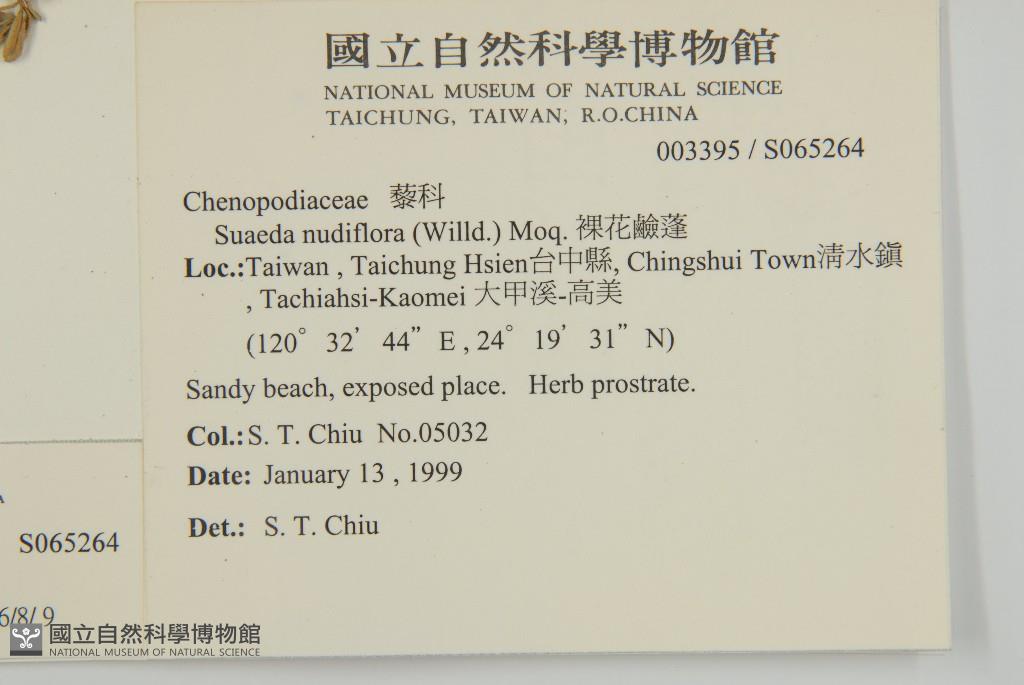 國立自然科學博物館
NATIONAL MUSEUM OF NATURAL SCIENCE
TAICHUNG, TAIWAN, R.O.CHINA
003395 / S065264
Chenopodiaceae 藜科
Suaeda nudiflora (Willd.) Moq. 裸花鹼蓬
Loc.:Taiwan , Taichung Hsien台中縣, Chingshui Town清水鎮
, Tachiahsi-Kaomei 大甲溪-高美
(120° 32’ 44” E , 24° 19’ 31” N)
Sandy beach, exposed place. Herb prostrate.
Col.:S. T. Chiu No.05032
Date: January 13 , 1999
Det.: S. T. Chiu
S065264
6/8/ 9
國立自然科學博物館
NATIONAL MUSEUM OF NATURAL SCIENCE